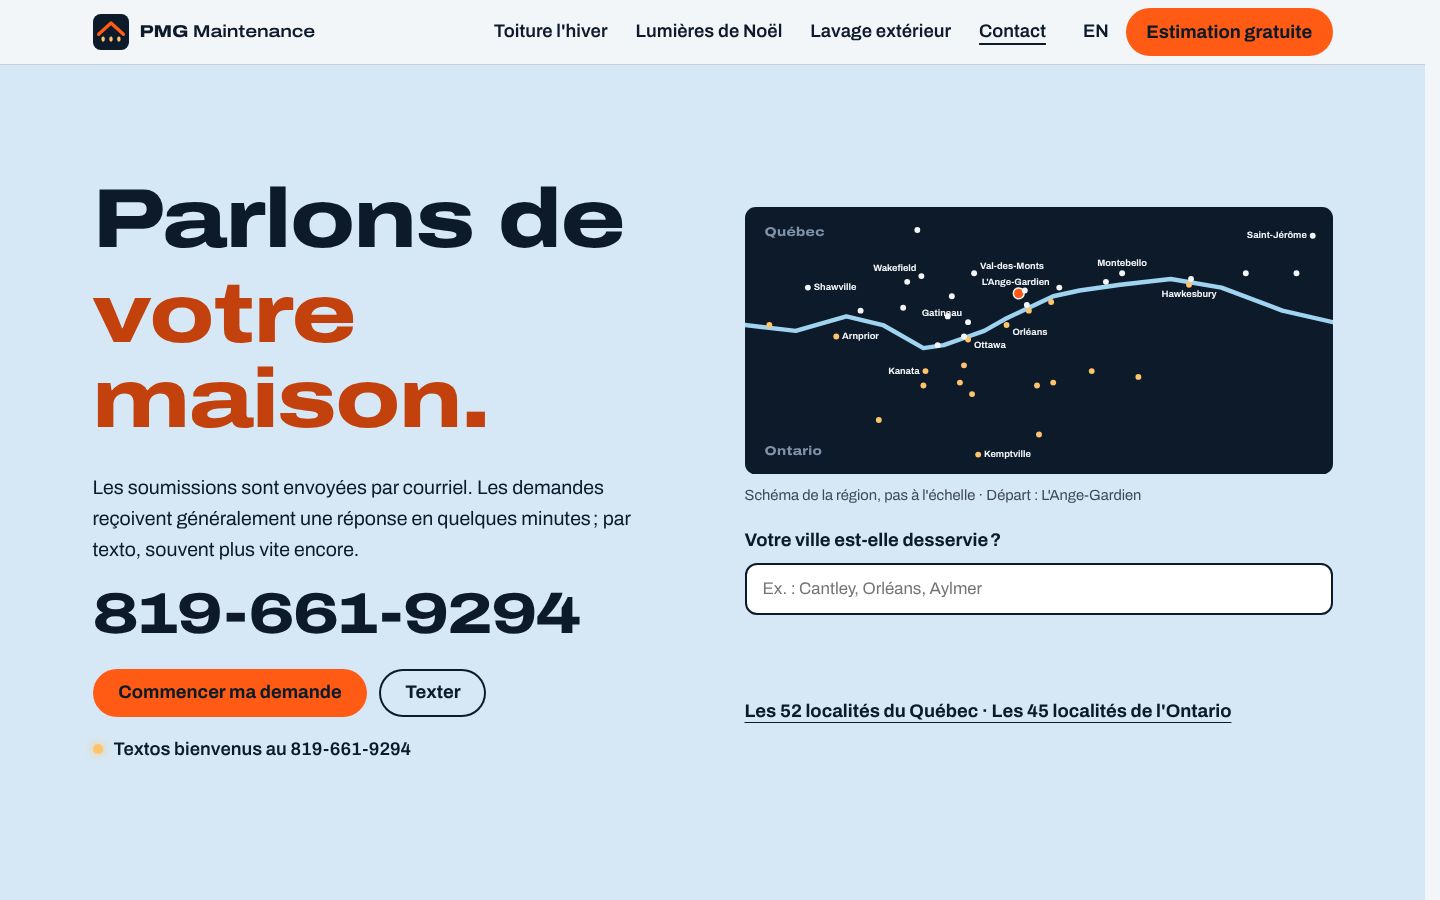 PMG Maintenance
Toiture l'hiver
Lumières de Noël
Lavage extérieur
Contact
EN
Estimation gratuite
Parlons de
votre
maison.
Les soumissions sont envoyées par courriel. Les demandes
reçoivent généralement une réponse en quelques minutes ; par
texto, souvent plus vite encore.
819-661-9294
Commencer ma demande
Texter
Textos bienvenus au 819-661-9294
Québec
Saint-Jérôme
Wakefield
Val-des-Monts
Montebello
L'Ange-Gardien
Shawville
Hawkesbury
Gatineau
Orléans
Arnprior
Ottawa
Kanata
Ontario
Kemptville
Schéma de la région, pas à l'échelle · Départ : L'Ange-Gardien
Votre ville est-elle desservie ?
Ex. : Cantley, Orléans, Aylmer
Les 52 localités du Québec · Les 45 localités de l'Ontario